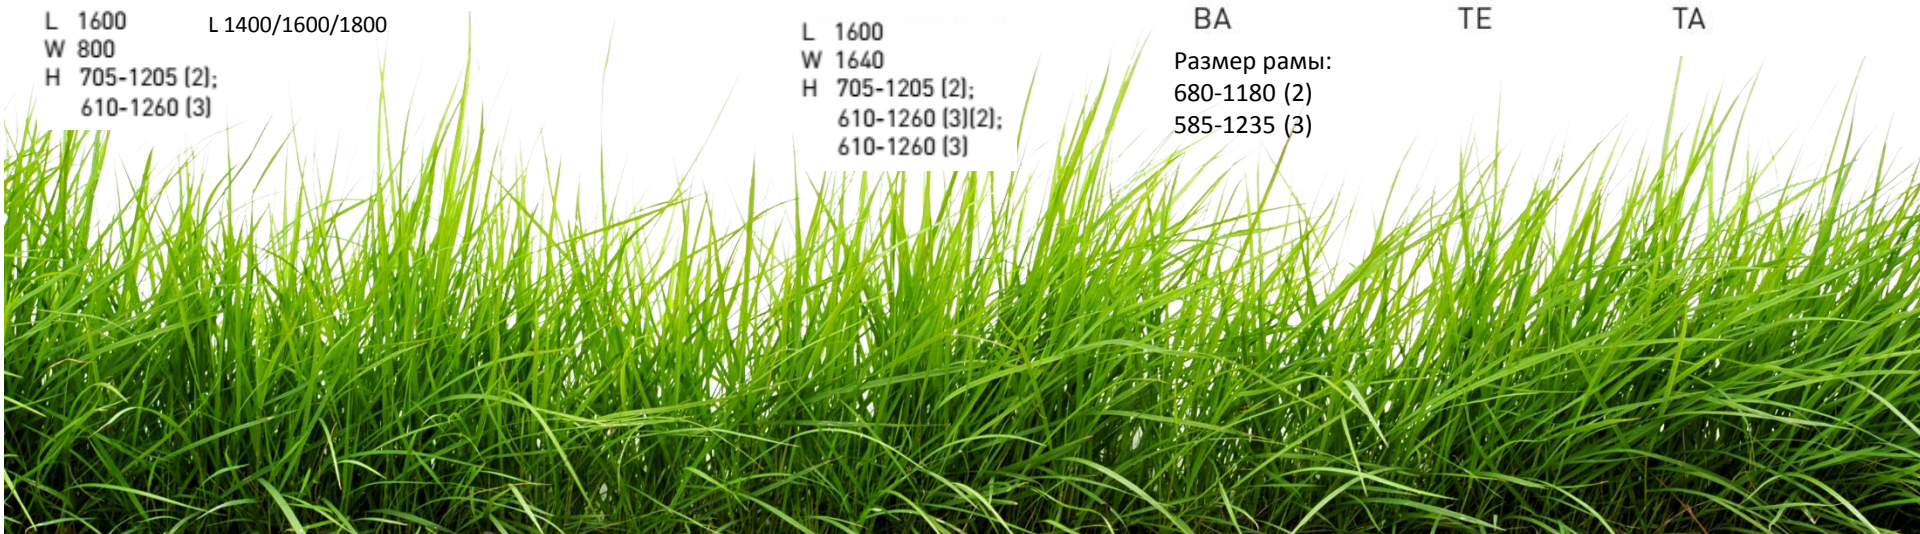 L 1600
W 800
H 705-1205 (2);
610-1260 (3)
L 1400/1600/1800
L 1600
W 1640
H 705-1205 (2);
610-1260 (3)(2);
610-1260 (3)
BA
TE
TA
Размер рамы:
680-1180 (2)
585-1235 (3)